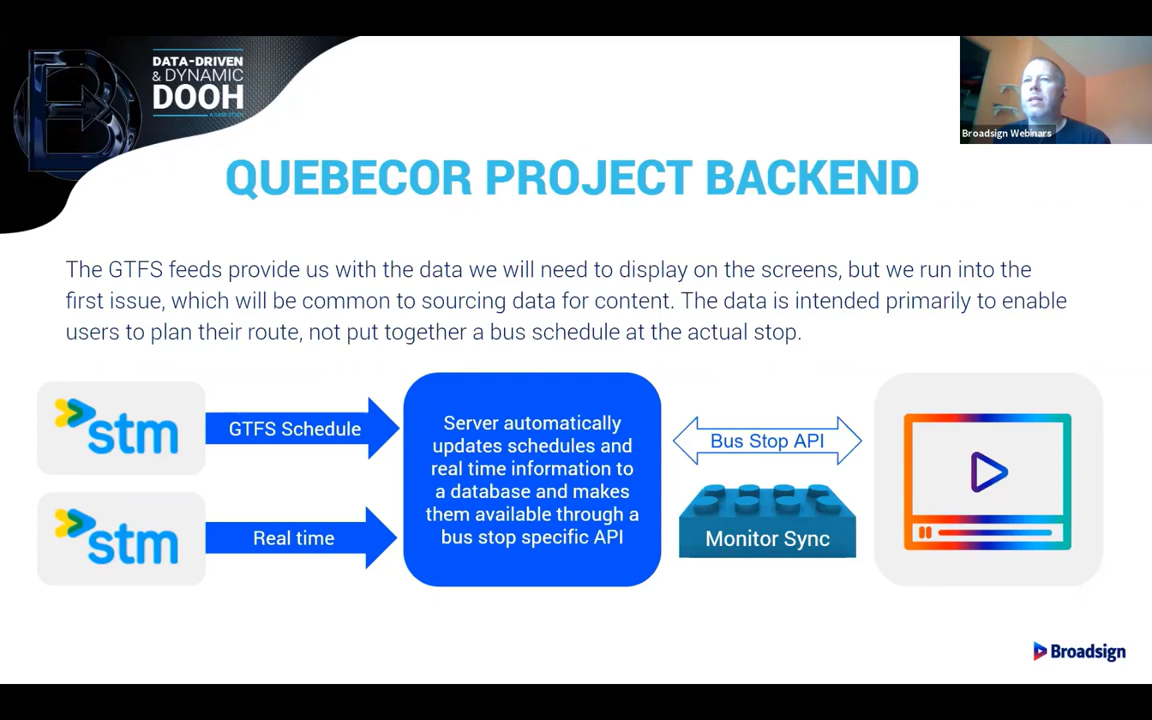 DATA-DRIVEN
& DYNAMIC
DOOH
Broadsign Webinars
QUEBECOR PROJECT BACKEND
The GTFS feeds provide us with the data we will need to display on the screens, but we run into the
first issue, which will be common to sourcing data for content. The data is intended primarily to enable
users to plan their route, not put together a bus schedule at the actual stop.
stm
GTFS Schedule
stm
Real time
Server automatically
updates schedules and
real time information to
a database and makes
them available through a
bus stop specific API
Bus Stop API
Monitor Sync
Broadsign